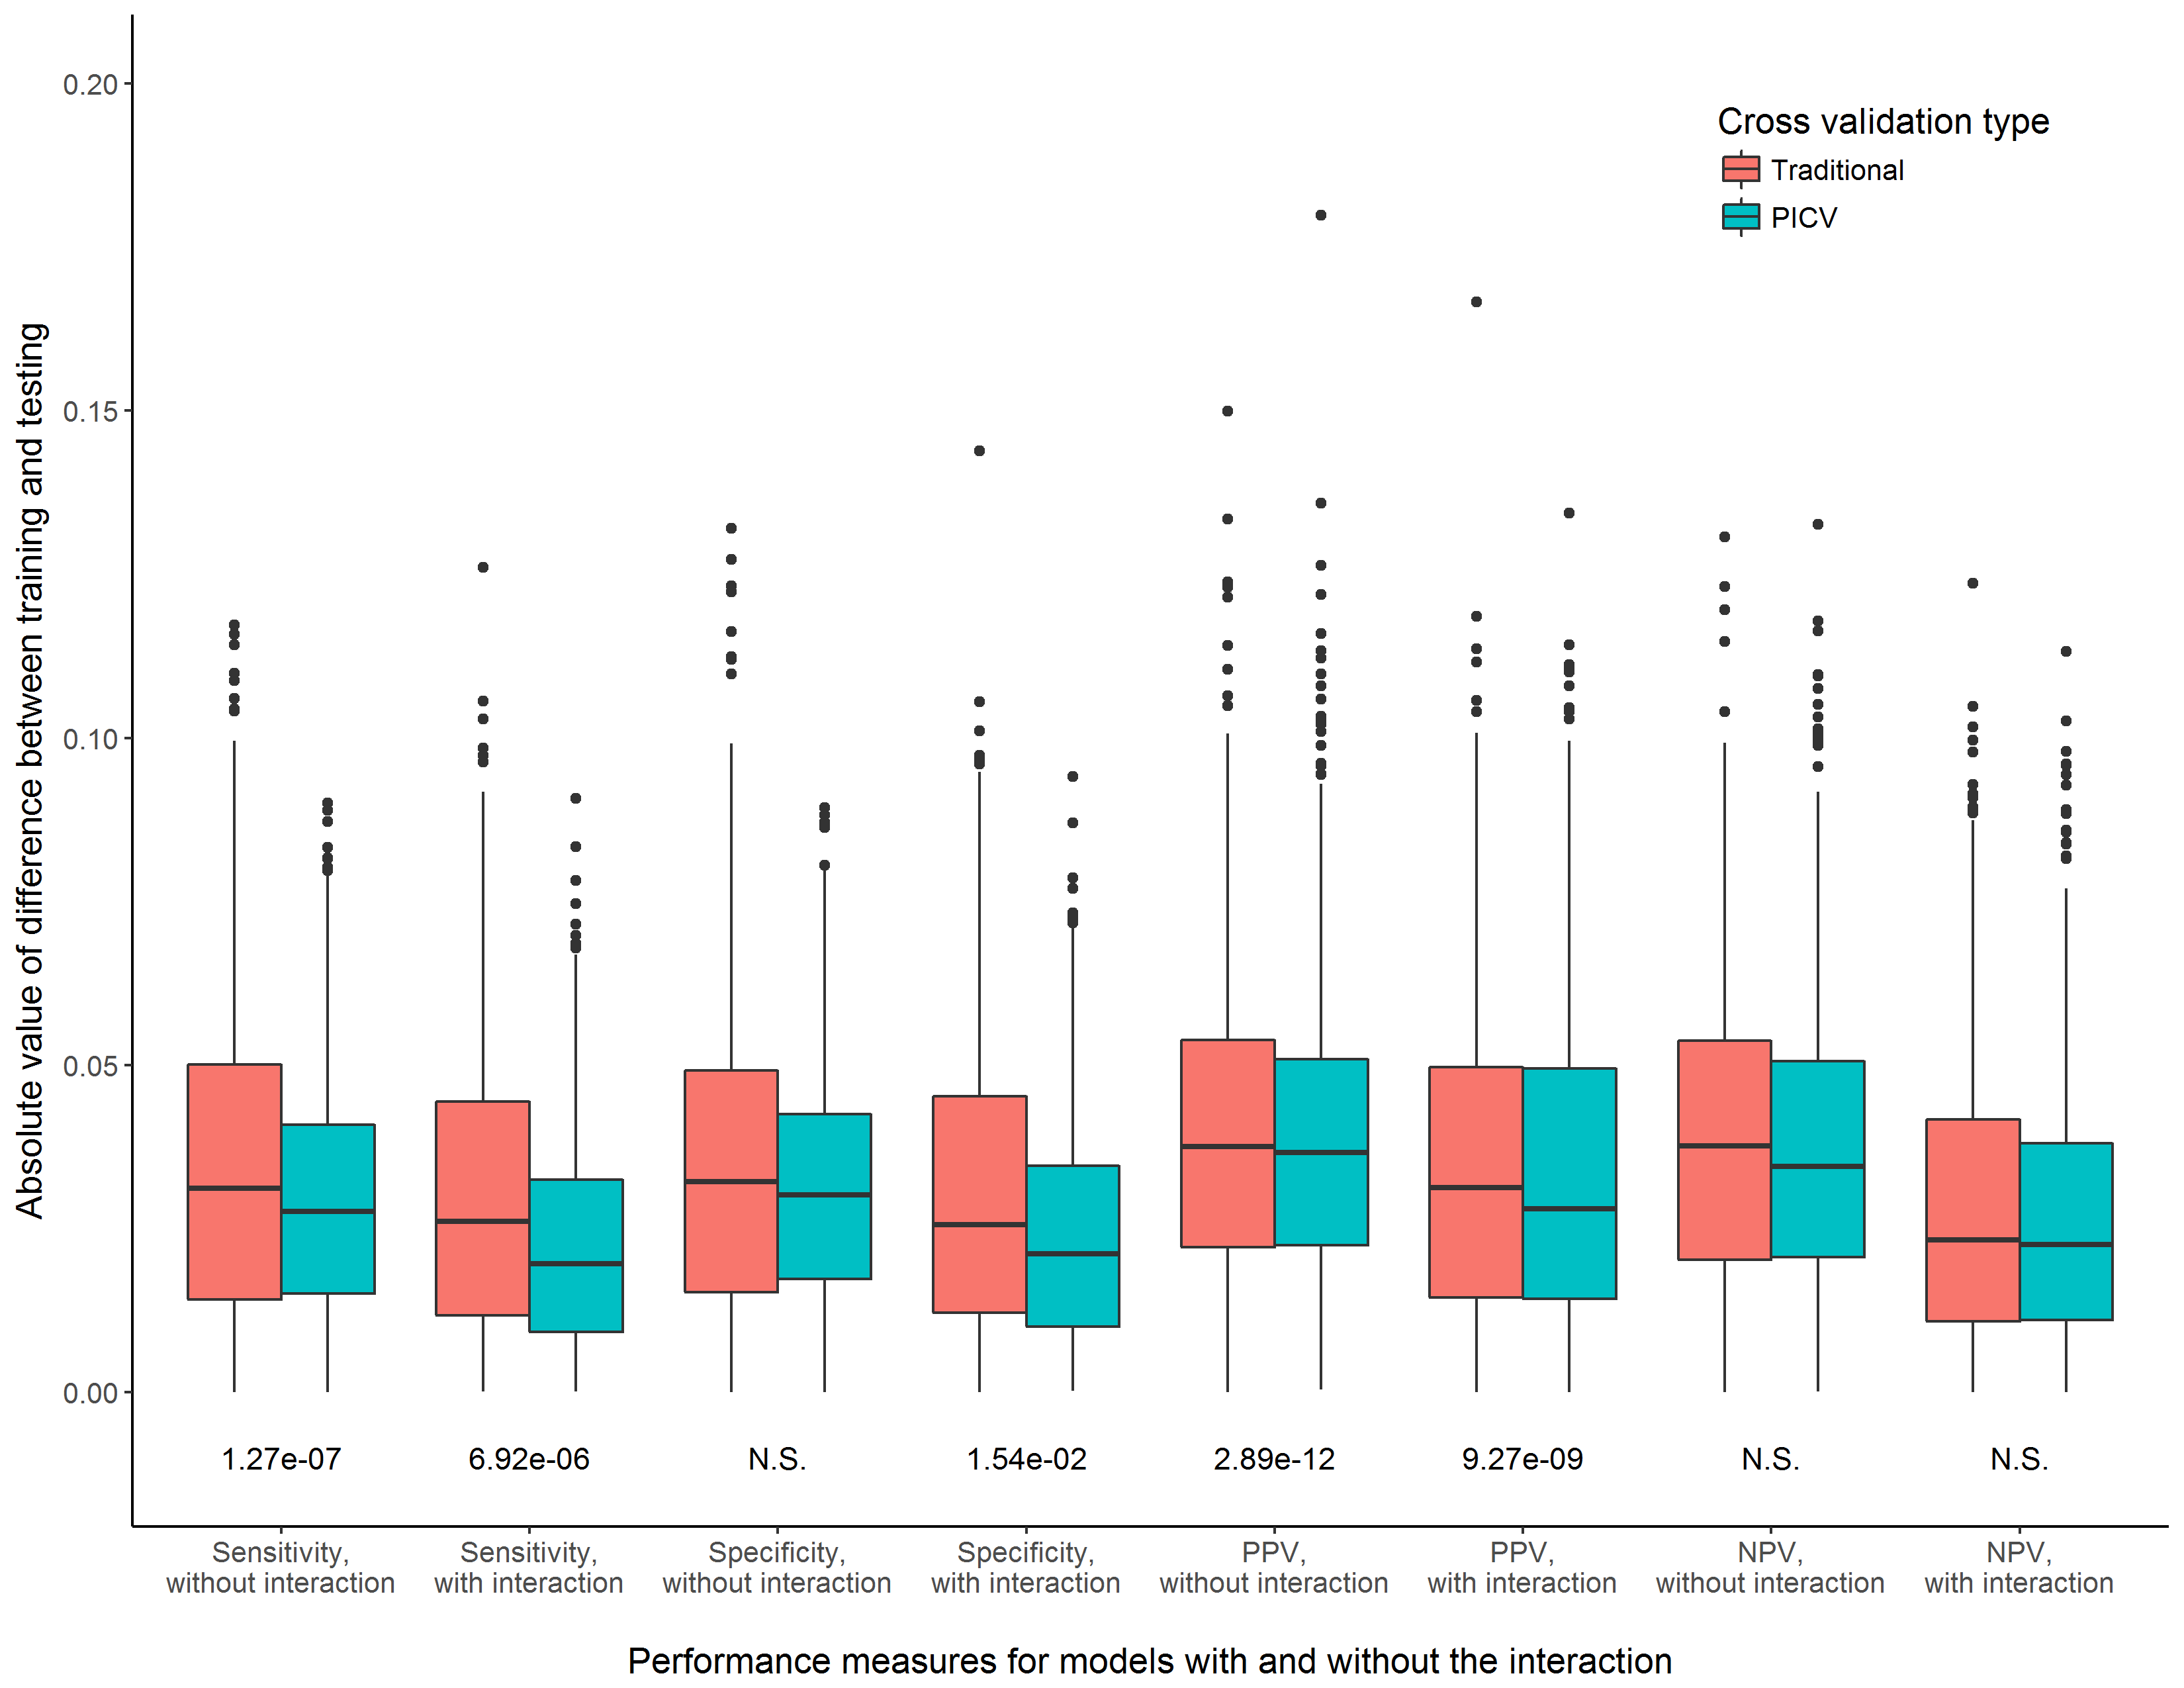 Absolute value of difference between training and testing
0.20
0.15
0.10
0.05
0.00
Cross validation type
Traditional
PICV
1.27e-07 6.92e-06 N.S. 1.54e-02 2.89e-12 9.27e-09 N.S. N.S.
Sensitivity, Sensitivity, Specificity, Specificity, PPV, PPV, NPV, NPV,
without interaction with interaction without interaction with interaction without interaction with interaction without interaction with interaction
Performance measures for models with and without the interaction